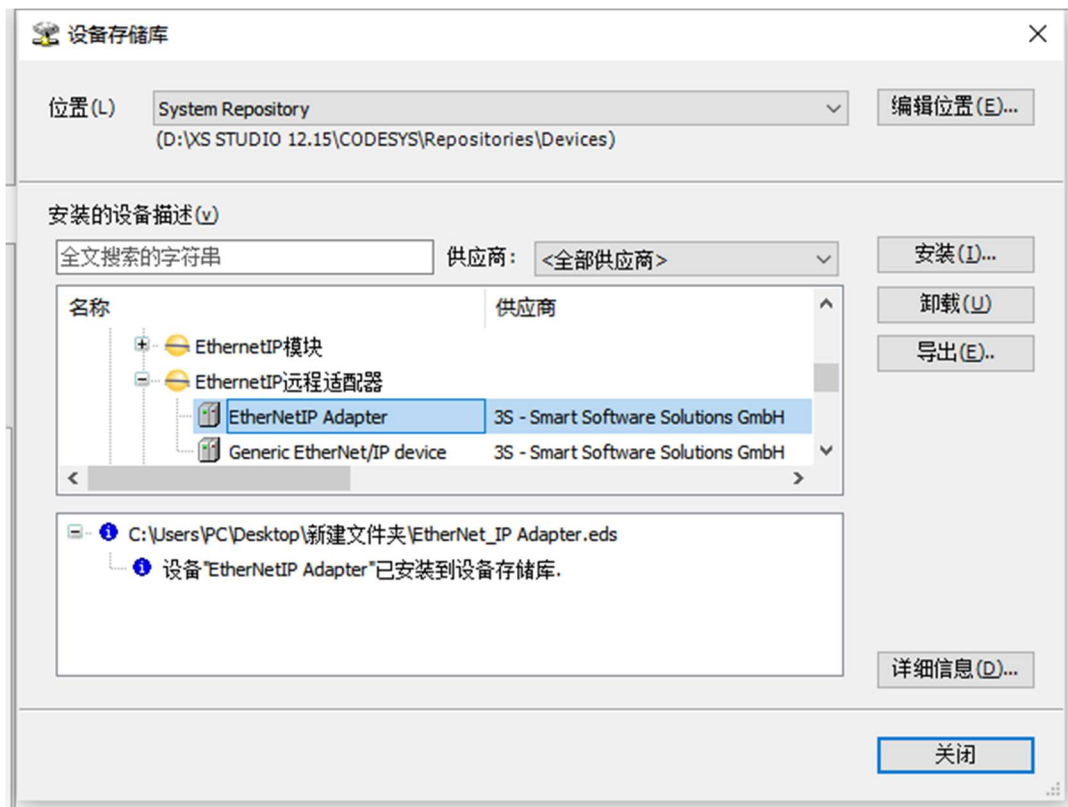 设备存储库
位置(L) System Repository 编辑位置(E)...
(D:\XS STUDIO 12.15\CODESYS\Repositories\Devices)
安装的设备描述(v)
全文搜索的字符串 供应商: <全部供应商> 安装(I)...
名称 供应商 卸载(U)
EthernetIP模块 导出(E)..
EthernetIP远程适配器
EtherNetIP Adapter 3S - Smart Software Solutions GmbH
Generic EtherNet/IP device 3S - Smart Software Solutions GmbH
C:\Users\PC\Desktop\新建文件夹\EtherNet_IP Adapter.eds
设备"EtherNetIP Adapter"已安装到设备存储库.
详细信息(D)...
关闭